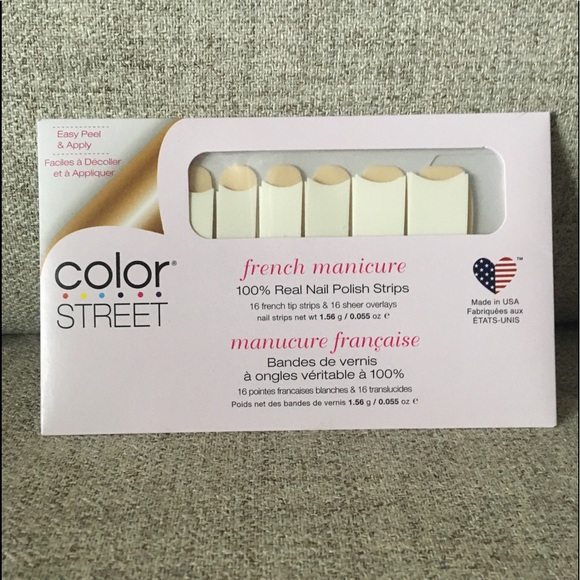 Easy Peel
& Apply
Faciles à Décoller
et à Appliquer
color®
STREET
french manicure
100% Real Nail Polish Strips
16 french tip strips & 16 sheer overlays
nail strips net wt 1.56 g / 0.055 oz ℮
manucure française
Bandes de vernis
à ongles véritable à 100%
16 pointes francaises blanches & 16 translucides
Poids net des bandes de vernis 1.56 g / 0.055 oz ℮
™
Made in USA
Fabriquées aux
ÉTATS-UNIS